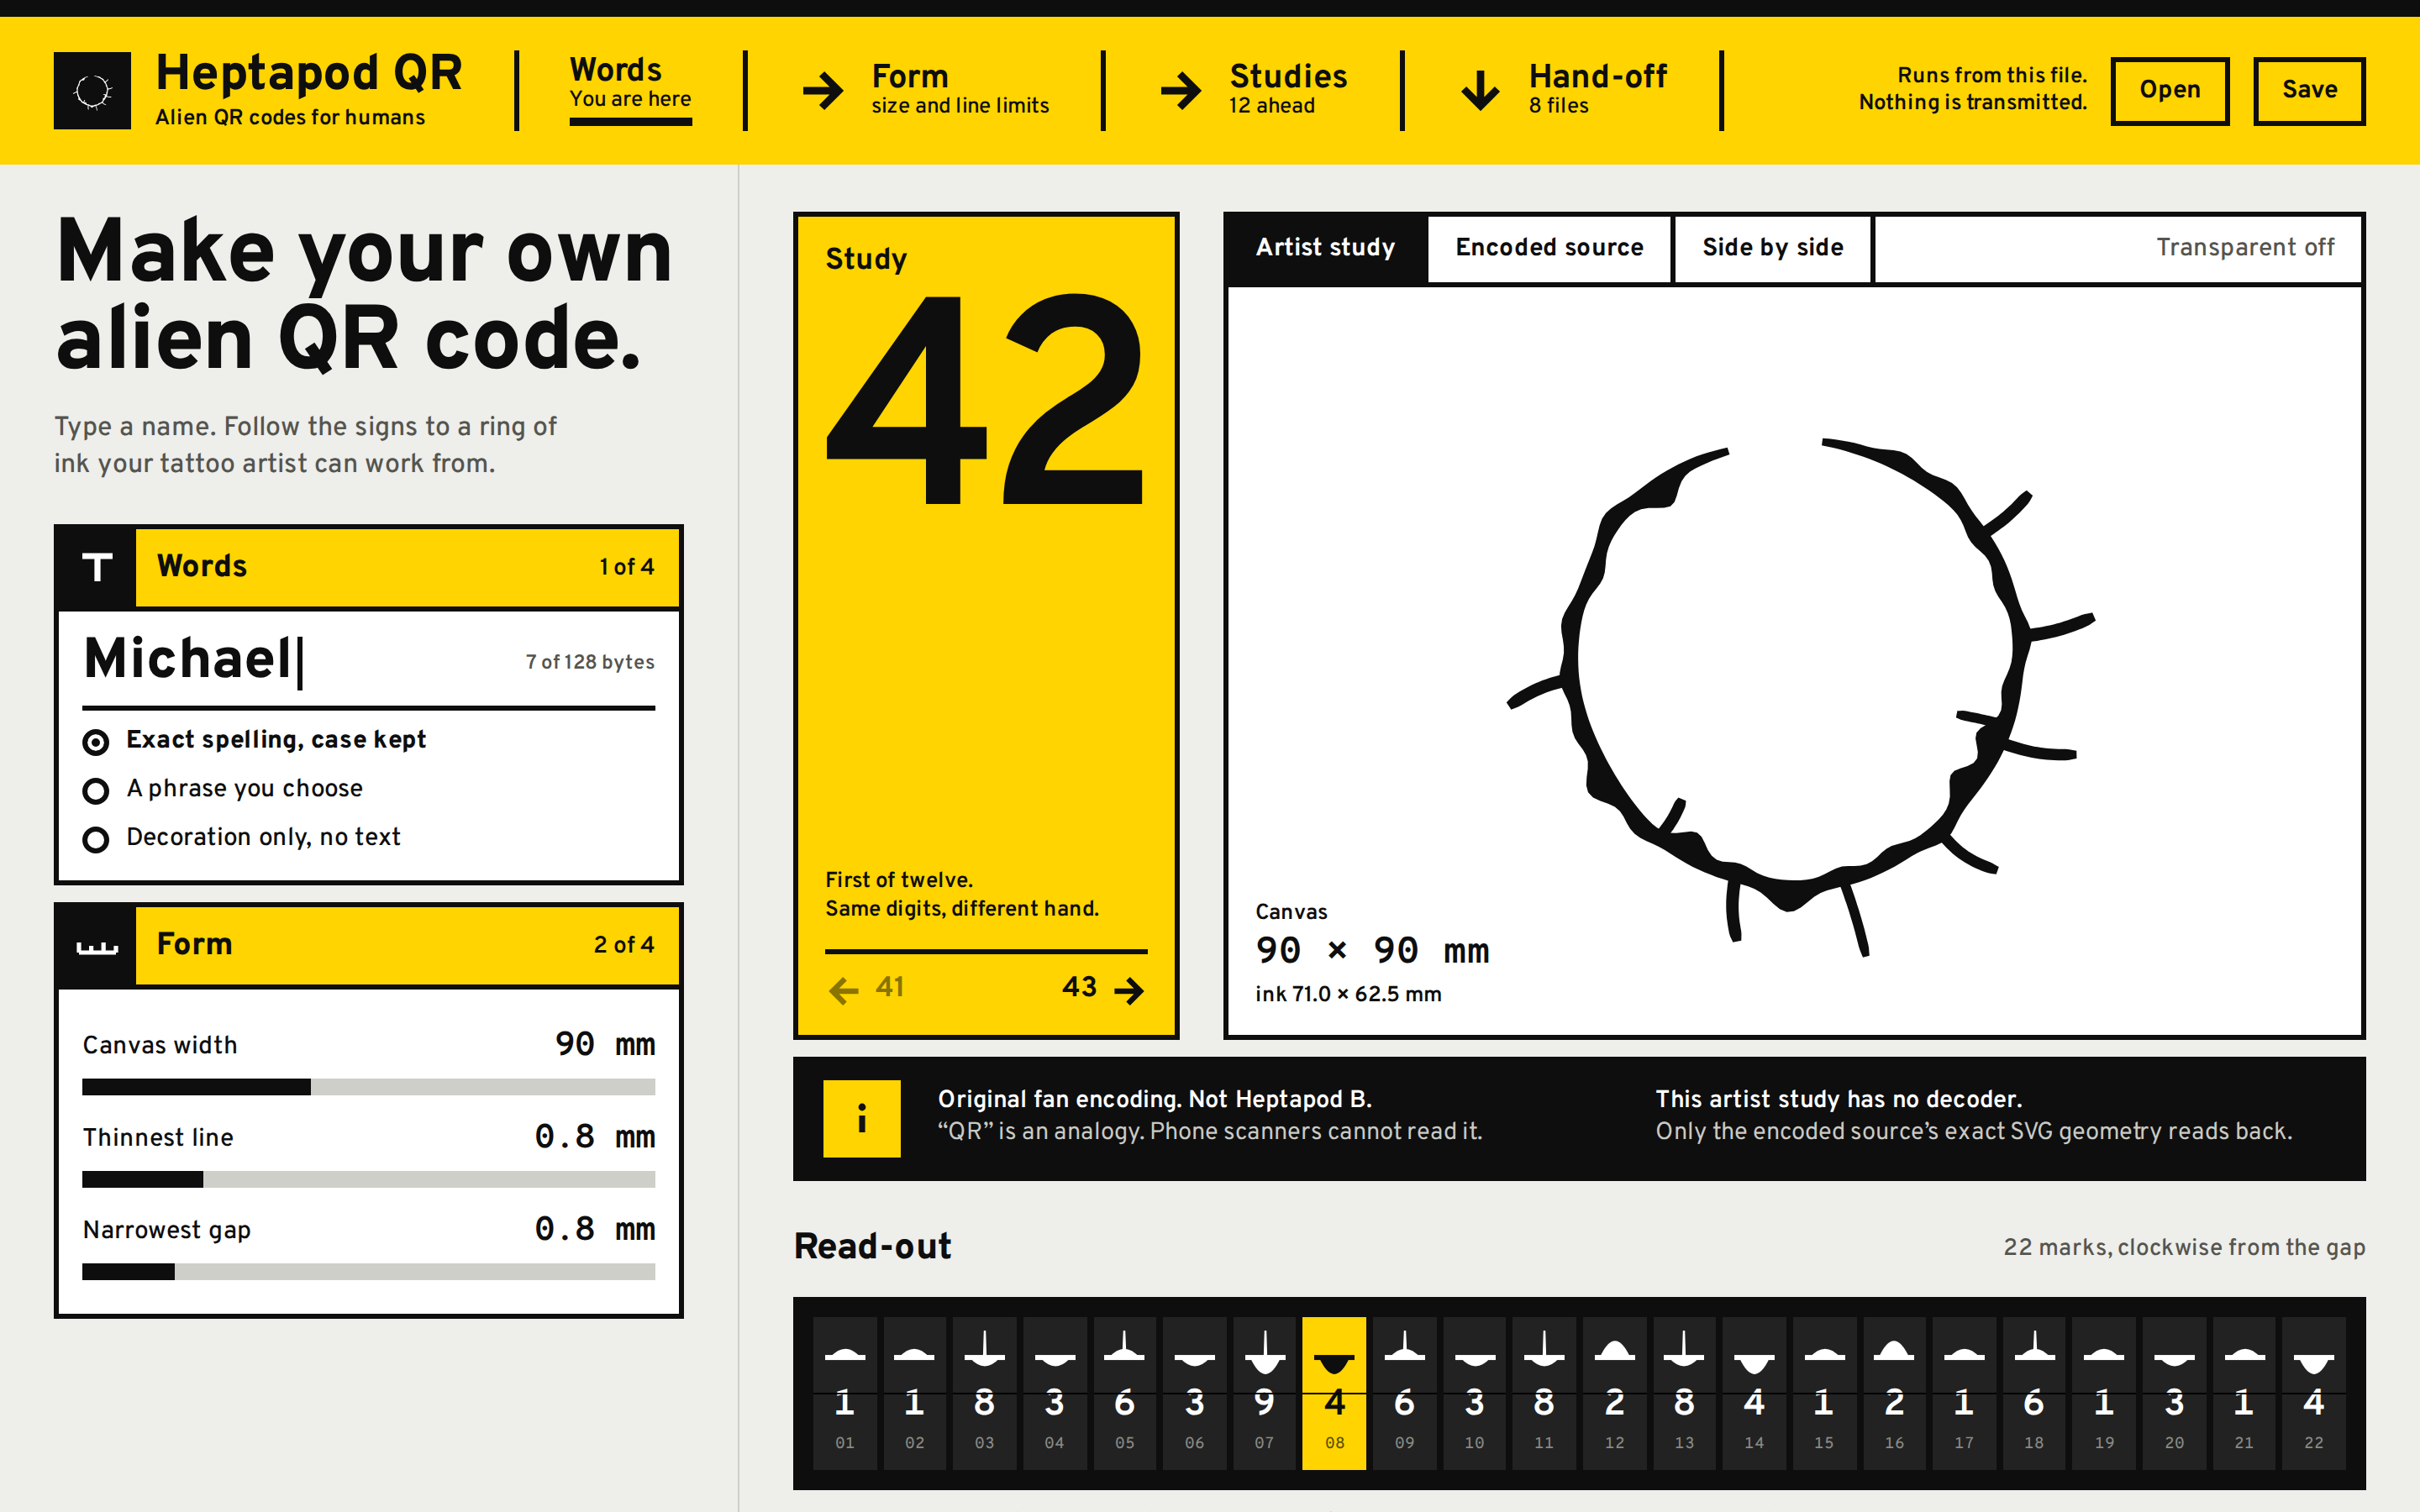 Heptapod QR
Alien QR codes for humans
Words
You are here
Form
size and line limits
Studies
12 ahead
Hand-off
8 files
Runs from this file.
Nothing is transmitted.
Open
Save
Make your own
alien QR code.
Type a name. Follow the signs to a ring of
ink your tattoo artist can work from.
T
Words
1 of 4
Michael
7 of 128 bytes
Exact spelling, case kept
A phrase you choose
Decoration only, no text
Form
2 of 4
Canvas width
90 mm
Thinnest line
0.8 mm
Narrowest gap
0.8 mm
Study
42
First of twelve.
Same digits, different hand.
41
43
Artist study
Encoded source
Side by side
Transparent off
Canvas
90 × 90 mm
ink 71.0 × 62.5 mm
i
Original fan encoding. Not Heptapod B.
“QR” is an analogy. Phone scanners cannot read it.
This artist study has no decoder.
Only the encoded source’s exact SVG geometry reads back.
Read-out
22 marks, clockwise from the gap
1 1 8 3 6 3 9 4 6 3 8 2 8 4 1 2 1 6 1 3 1 4
01 02 03 04 05 06 07 08 09 10 11 12 13 14 15 16 17 18 19 20 21 22